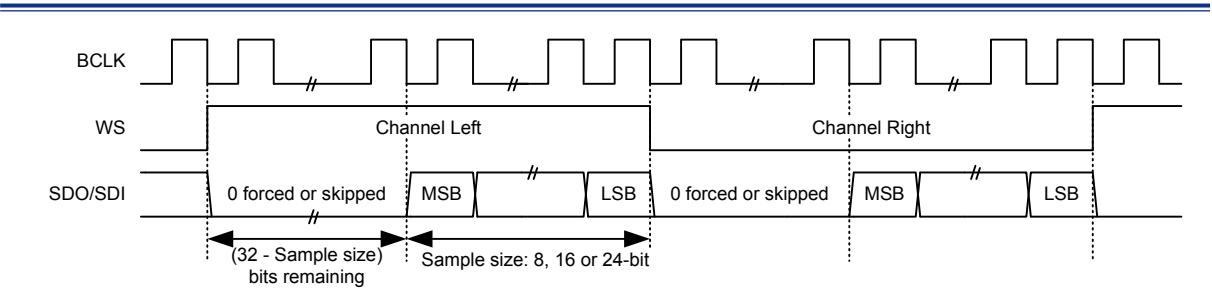 BCLK
WS
Channel Left
Channel Right
SDO/SDI
0 forced or skipped
MSB
LSB
0 forced or skipped
MSB
LSB
(32 - Sample size)
bits remaining
Sample size: 8, 16 or 24-bit